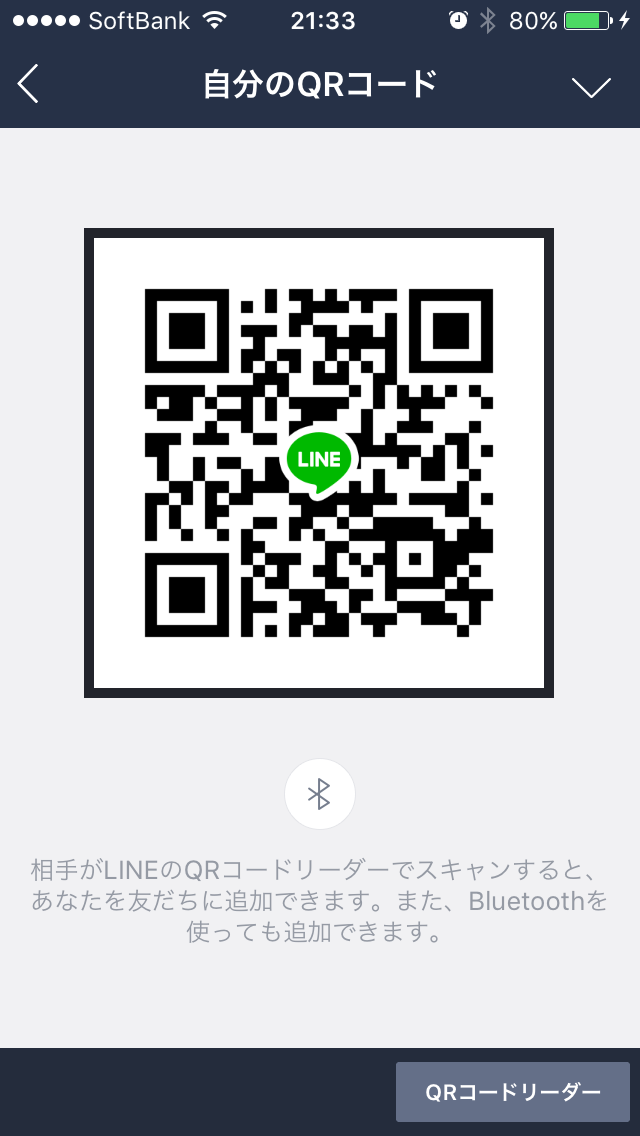 SoftBank 21:33 80%
自分のQRコード
LINE
相手がLINEのQRコードリーダーでスキャンすると、
あなたを友だちに追加できます。また、Bluetoothを
使っても追加できます。
QRコードリーダー